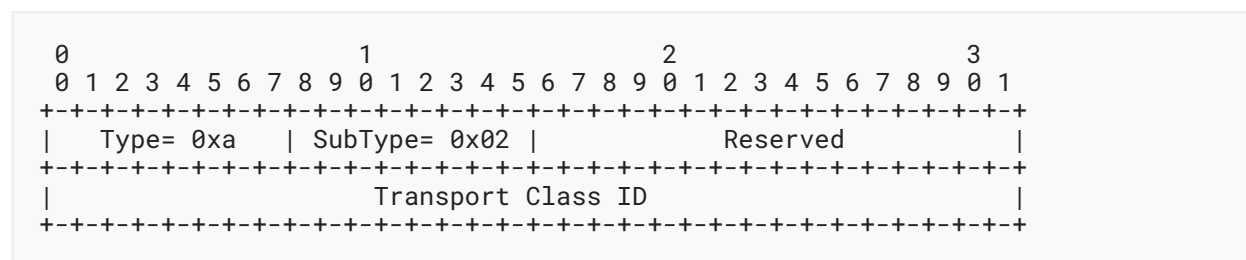 0                   1                   2                   3
 0 1 2 3 4 5 6 7 8 9 0 1 2 3 4 5 6 7 8 9 0 1 2 3 4 5 6 7 8 9 0 1
+-+-+-+-+-+-+-+-+-+-+-+-+-+-+-+-+-+-+-+-+-+-+-+-+-+-+-+-+-+-+-+-+
|   Type= 0xa   | SubType= 0x02 |            Reserved           |
+-+-+-+-+-+-+-+-+-+-+-+-+-+-+-+-+-+-+-+-+-+-+-+-+-+-+-+-+-+-+-+-+
|                     Transport Class ID                        |
+-+-+-+-+-+-+-+-+-+-+-+-+-+-+-+-+-+-+-+-+-+-+-+-+-+-+-+-+-+-+-+-+